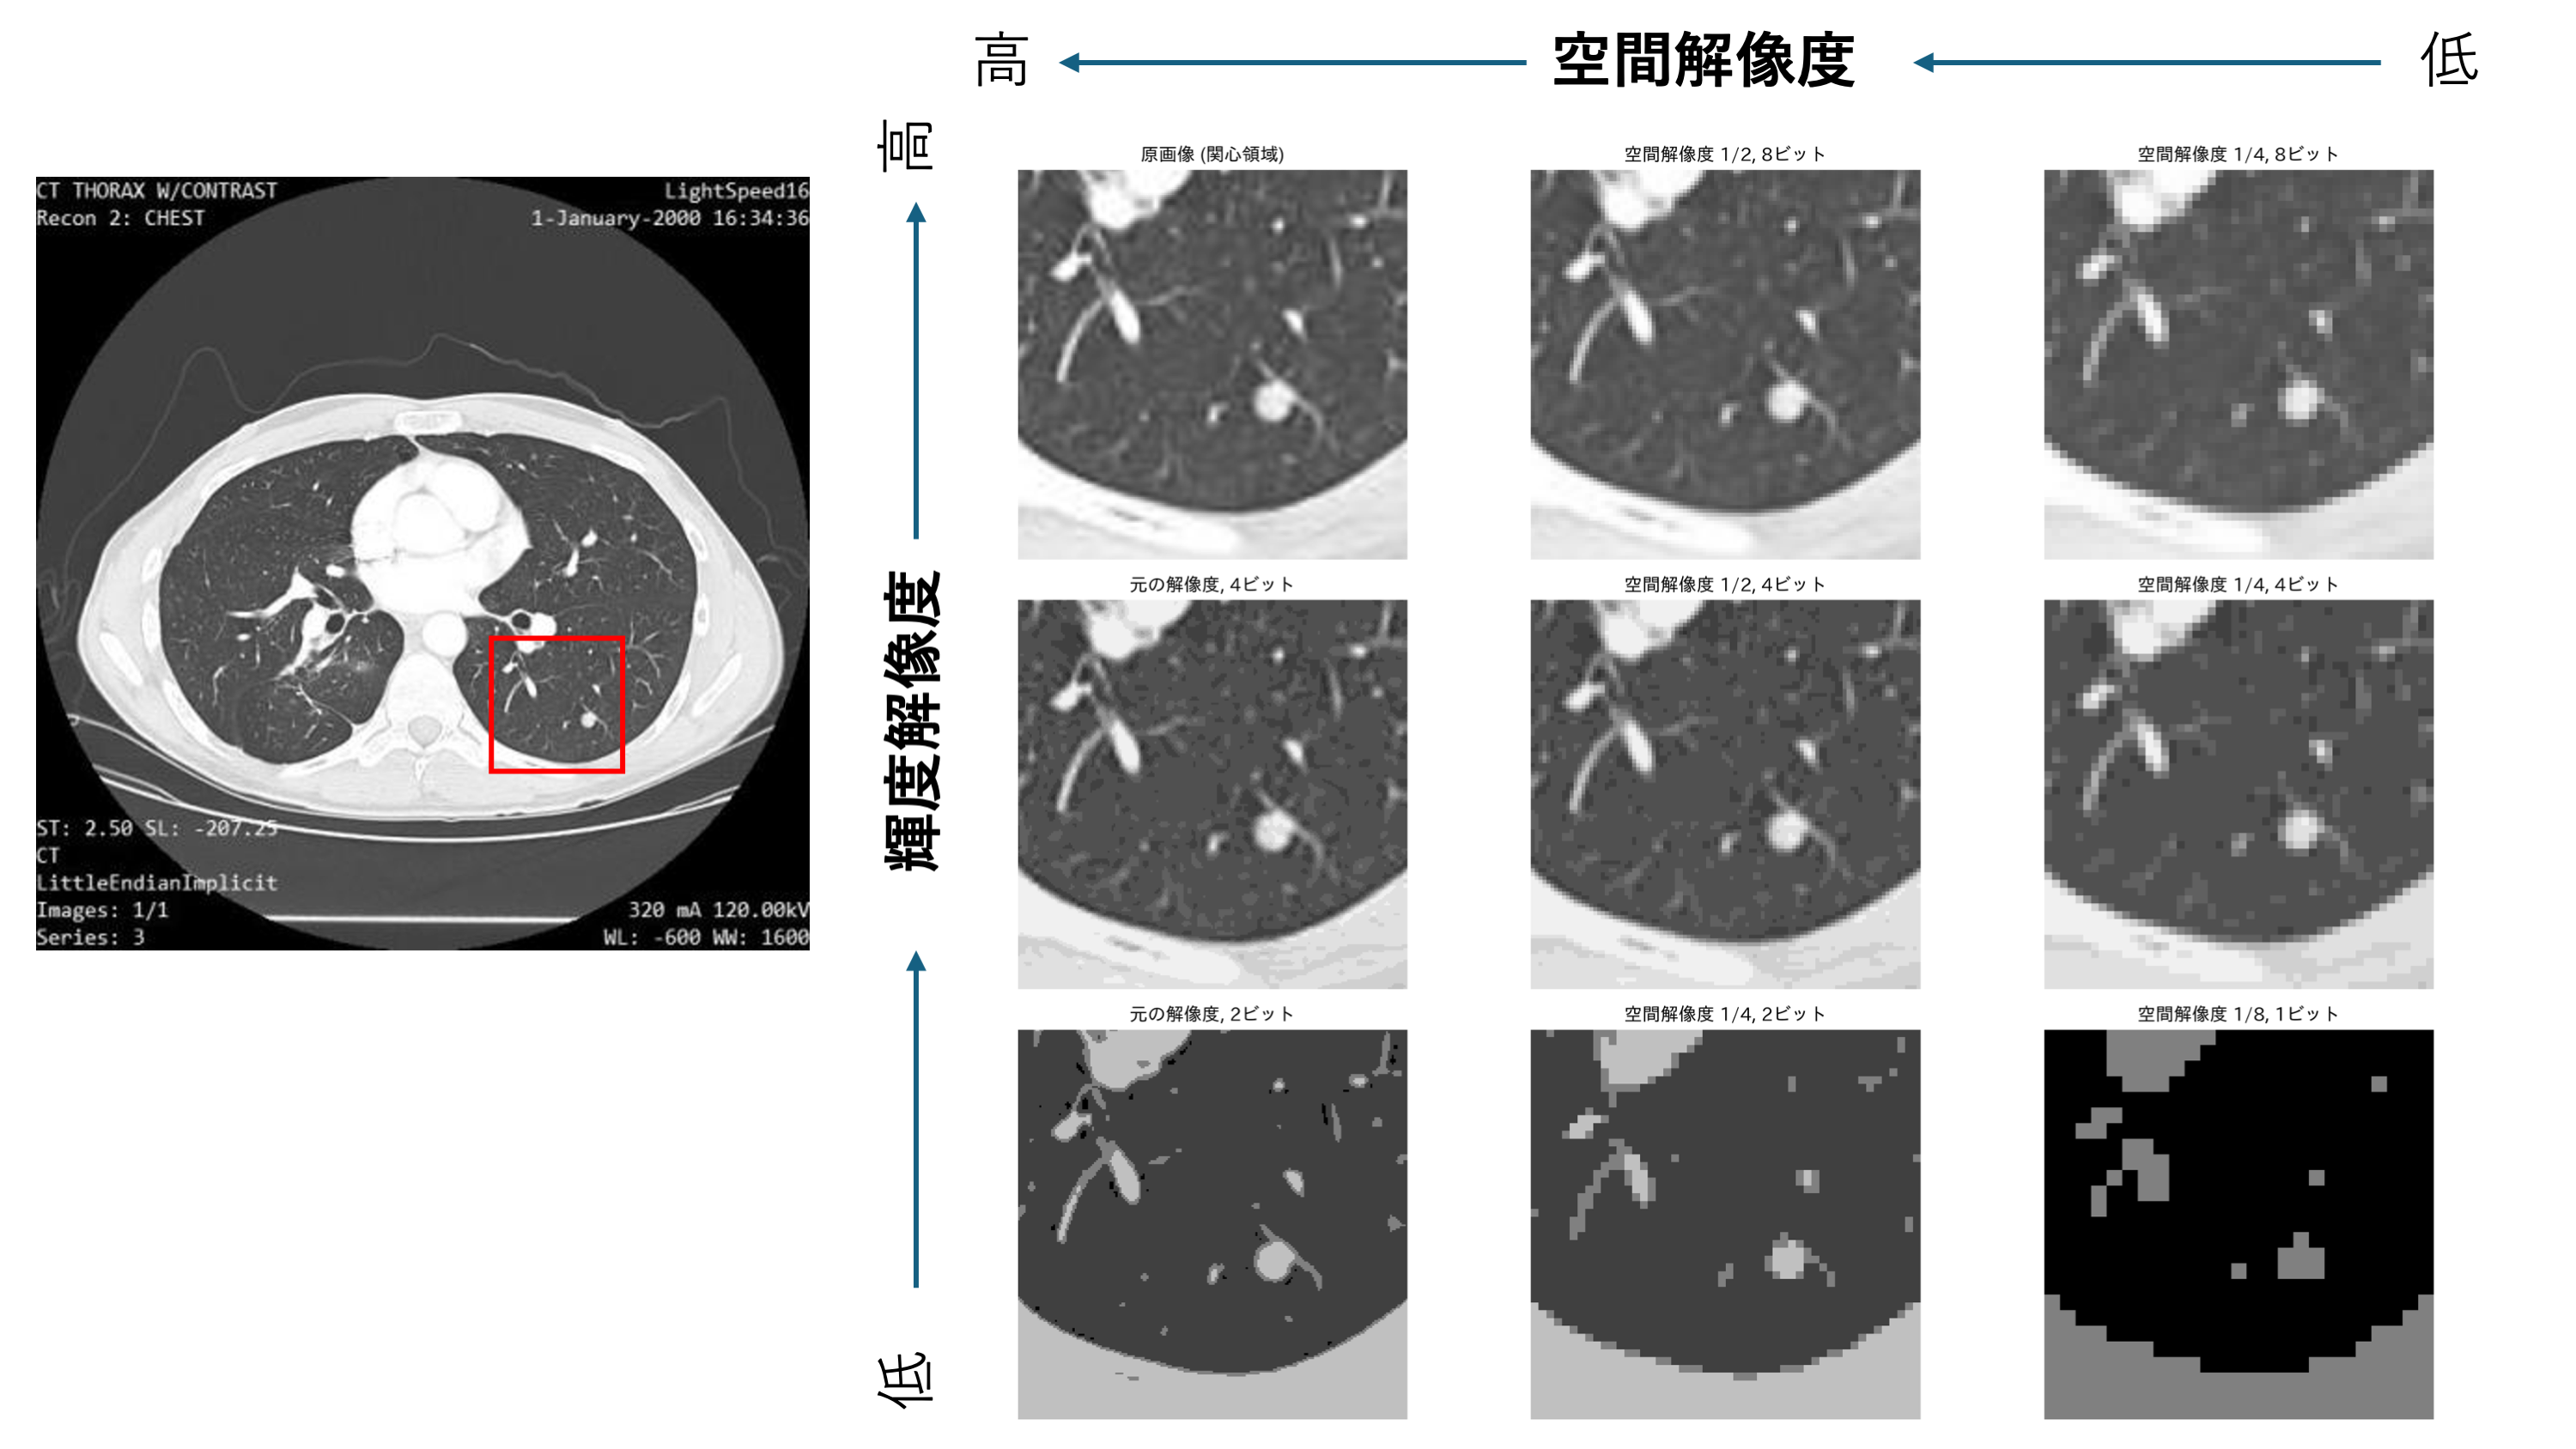 高
空間解像度
低
高
輝度解像度
低
CT THORAX W/CONTRAST
Recon 2: CHEST
LightSpeed16
1-January-2000 16:34:36
ST: 2.50 SL: -207.25
CT
LittleEndianImplicit
Images: 1/1
Series: 3
320 mA 120.00kV
WL: -600 WW: 1600
原画像 (関心領域)
空間解像度 1/2, 8ビット
空間解像度 1/4, 8ビット
元の解像度, 4ビット
空間解像度 1/2, 4ビット
空間解像度 1/4, 4ビット
元の解像度, 2ビット
空間解像度 1/4, 2ビット
空間解像度 1/8, 1ビット